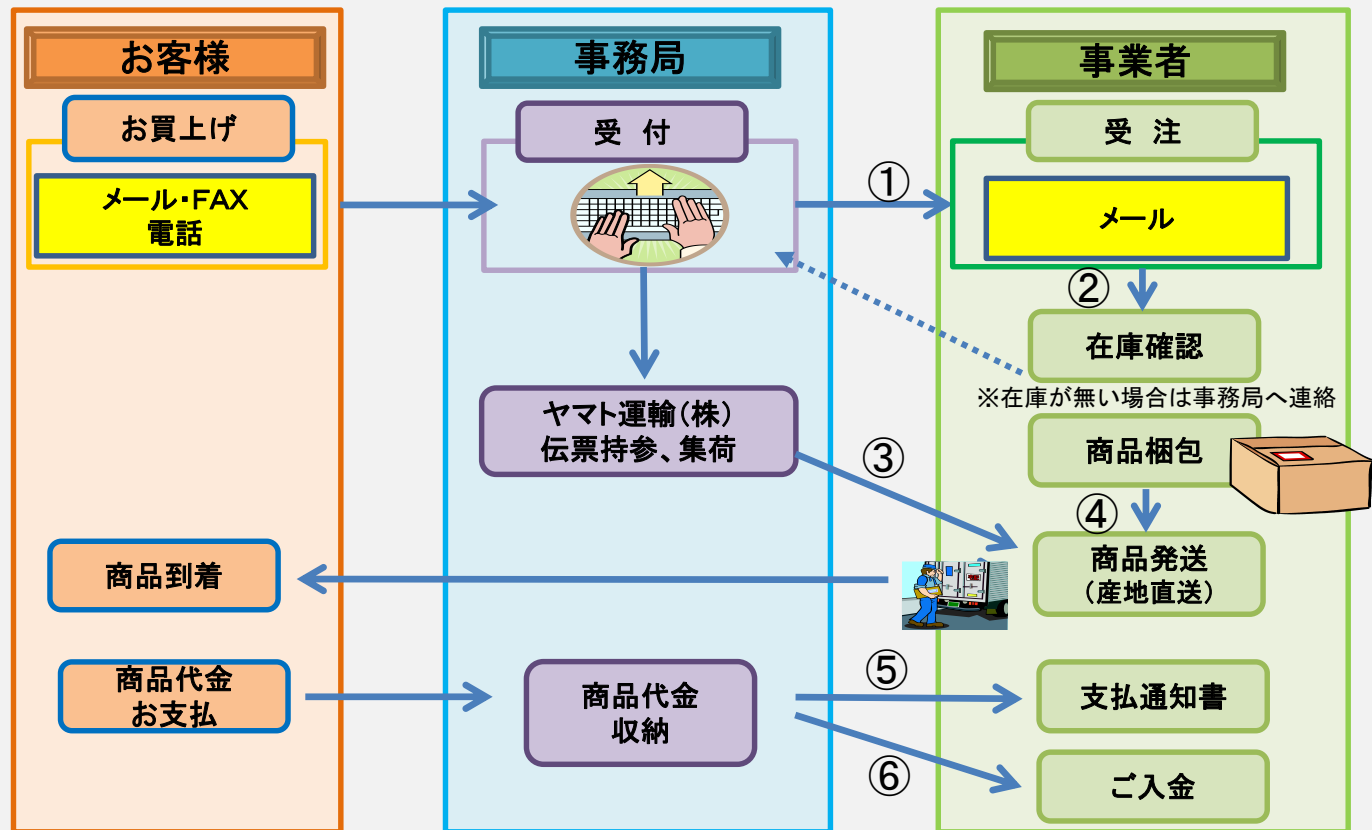 お客様
事務局
事業者
お買上げ
受 付
受 注
メール・FAX
電話
①
メール
②
在庫確認
※在庫が無い場合は事務局へ連絡
ヤマト運輸(株)
伝票持参、集荷
③
商品梱包
④
商品到着
商品発送
(産地直送)
商品代金
お支払
商品代金
収納
⑤
支払通知書
⑥
ご入金